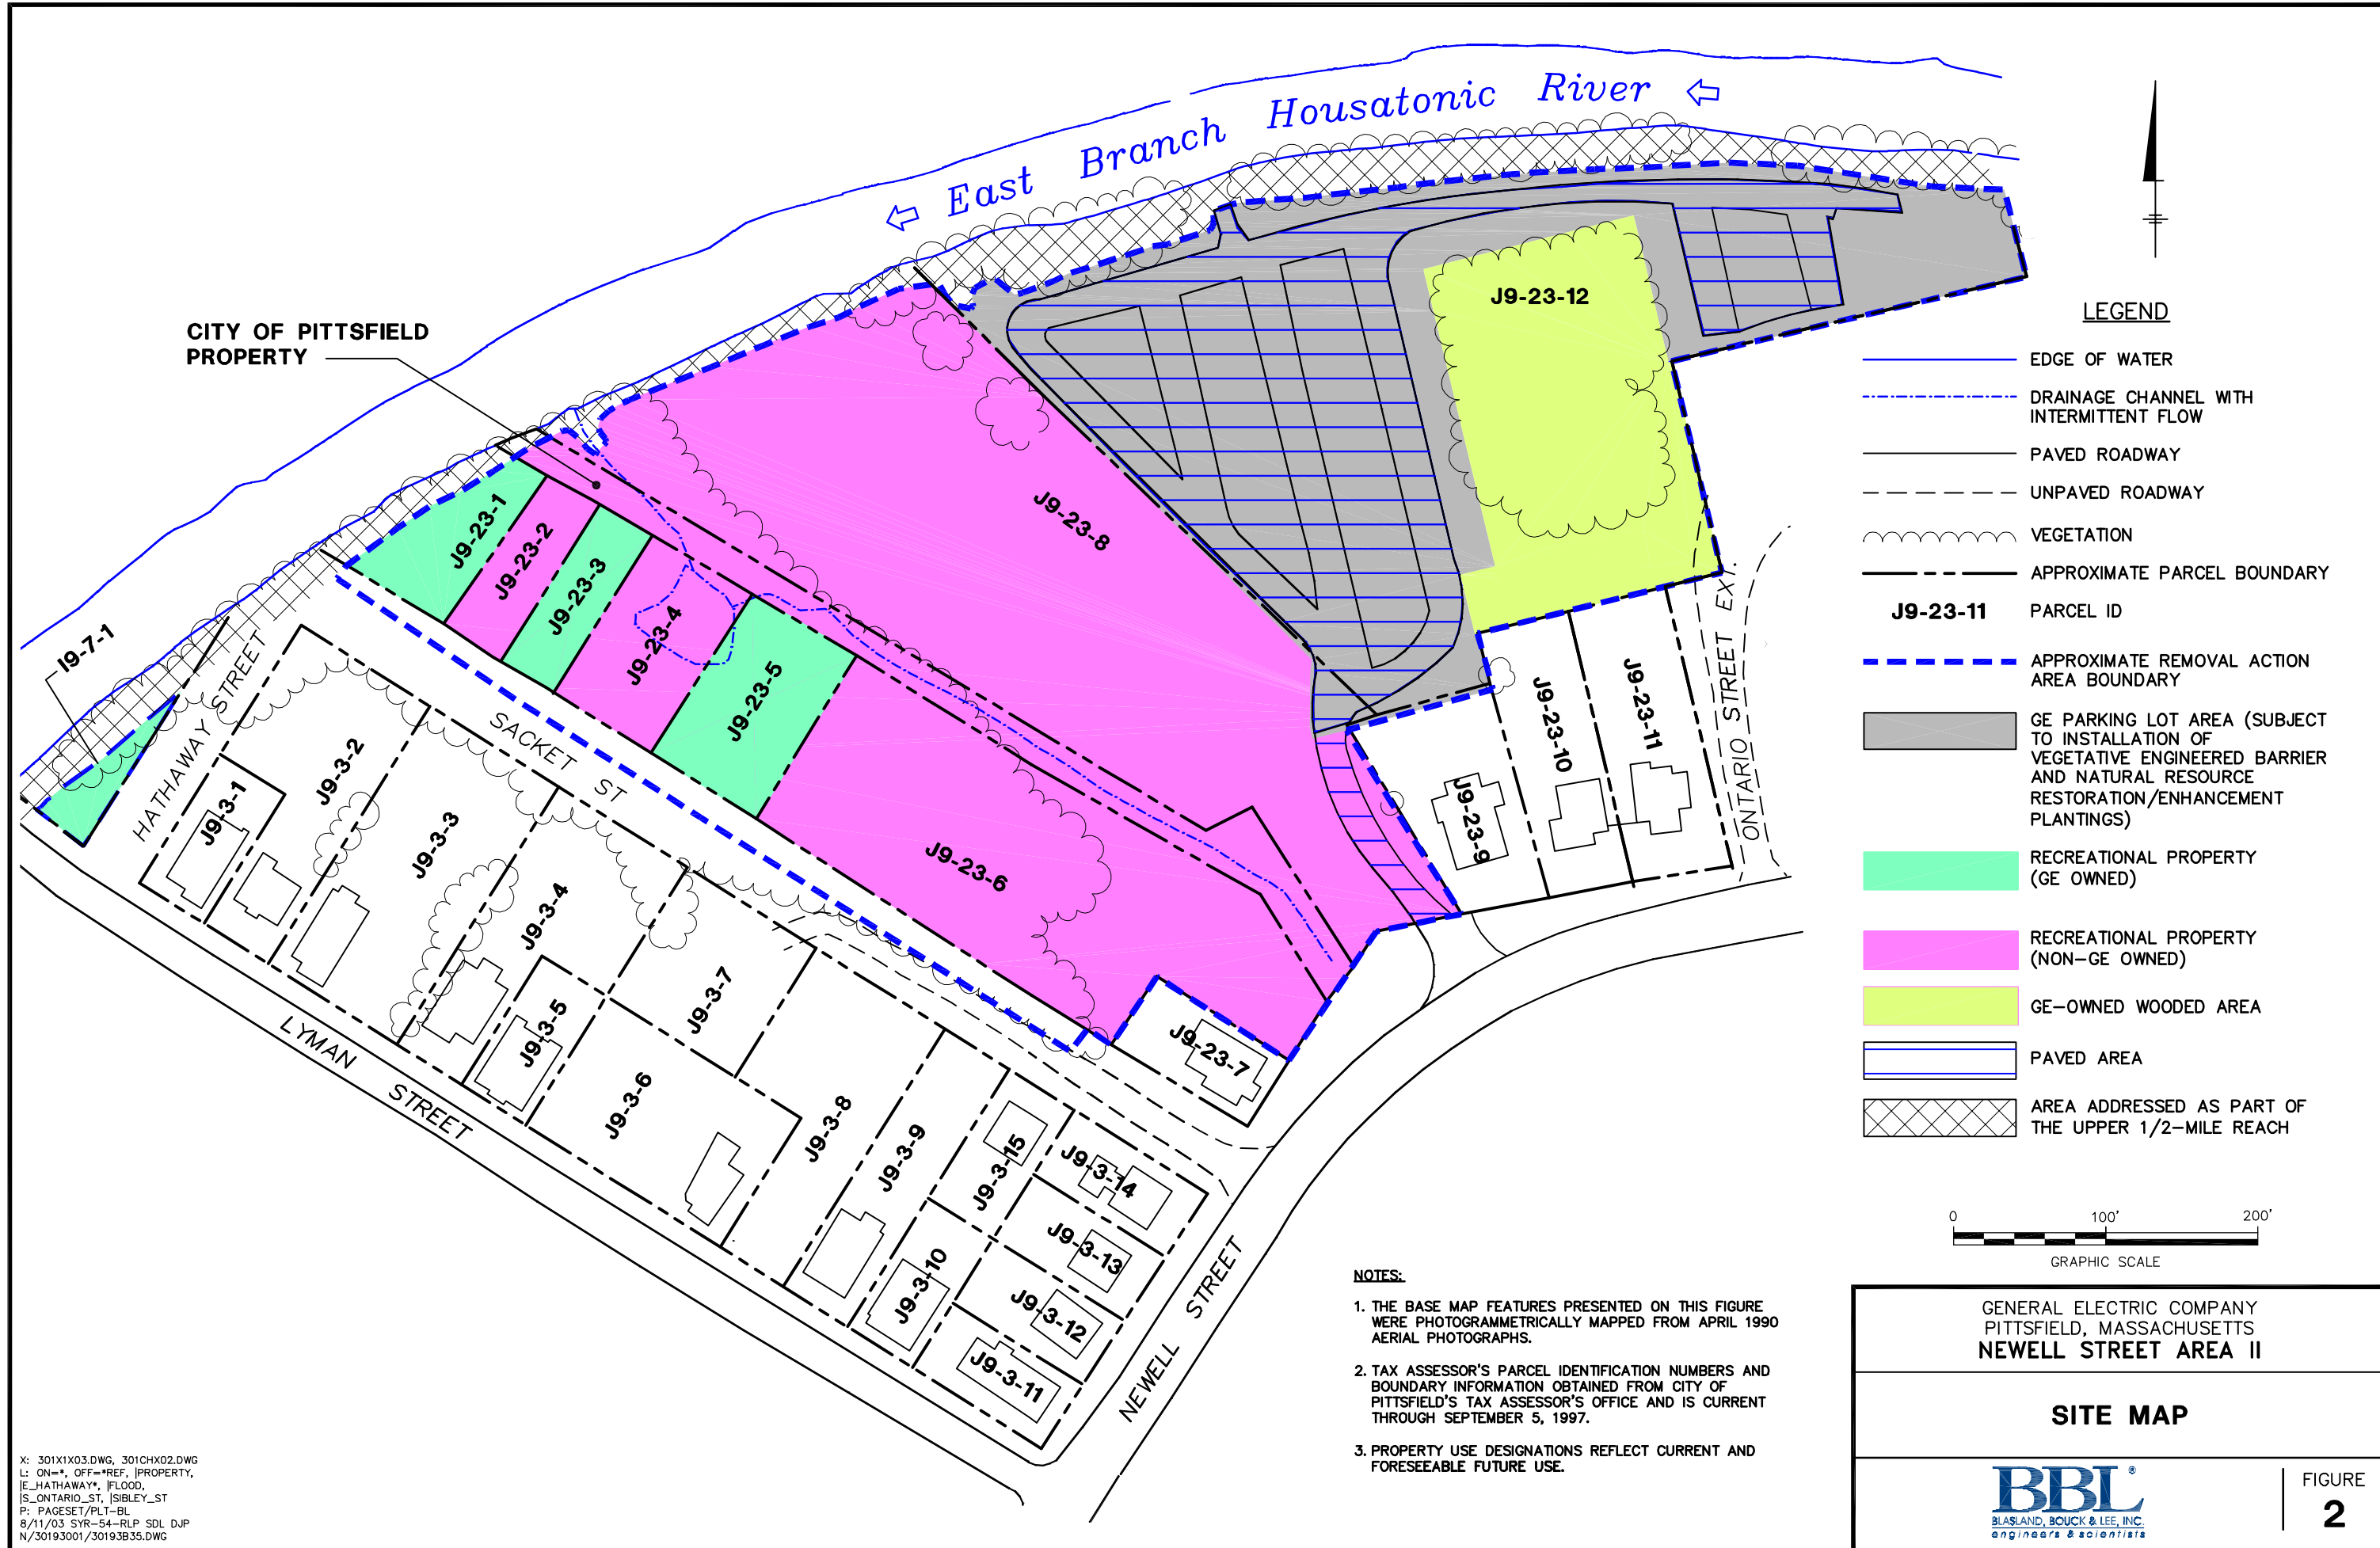 East Branch Housatonic River
CITY OF PITTSFIELD
PROPERTY
J9-23-12
J9-23-8
J9-23-1
J9-23-2
J9-23-3
J9-23-4
J9-23-5
J9-23-6
J9-23-7
J9-23-9
J9-23-10
J9-23-11
I9-7-1
HATHAWAY STREET
SACKET ST
LYMAN STREET
NEWELL STREET
ONTARIO STREET EXT.
J9-3-1
J9-3-2
J9-3-3
J9-3-4
J9-3-5
J9-3-6
J9-3-7
J9-3-8
J9-3-9
J9-3-10
J9-3-15
J9-3-14
J9-3-13
J9-3-12
J9-3-11
LEGEND
EDGE OF WATER
DRAINAGE CHANNEL WITH
INTERMITTENT FLOW
PAVED ROADWAY
UNPAVED ROADWAY
VEGETATION
APPROXIMATE PARCEL BOUNDARY
J9-23-11 PARCEL ID
APPROXIMATE REMOVAL ACTION
AREA BOUNDARY
GE PARKING LOT AREA (SUBJECT
TO INSTALLATION OF
VEGETATIVE ENGINEERED BARRIER
AND NATURAL RESOURCE
RESTORATION/ENHANCEMENT
PLANTINGS)
RECREATIONAL PROPERTY
(GE OWNED)
RECREATIONAL PROPERTY
(NON-GE OWNED)
GE-OWNED WOODED AREA
PAVED AREA
AREA ADDRESSED AS PART OF
THE UPPER 1/2-MILE REACH
0 100' 200'
GRAPHIC SCALE
NOTES:
1. THE BASE MAP FEATURES PRESENTED ON THIS FIGURE
WERE PHOTOGRAMMETRICALLY MAPPED FROM APRIL 1990
AERIAL PHOTOGRAPHS.
2. TAX ASSESSOR'S PARCEL IDENTIFICATION NUMBERS AND
BOUNDARY INFORMATION OBTAINED FROM CITY OF
PITTSFIELD'S TAX ASSESSOR'S OFFICE AND IS CURRENT
THROUGH SEPTEMBER 5, 1997.
3. PROPERTY USE DESIGNATIONS REFLECT CURRENT AND
FORESEEABLE FUTURE USE.
GENERAL ELECTRIC COMPANY
PITTSFIELD, MASSACHUSETTS
NEWELL STREET AREA II
SITE MAP
BBL®
BLASLAND, BOUCK & LEE, INC.
engineers & scientists
FIGURE
2
X: 301X1X03.DWG, 301CHX02.DWG
L: ON=*, OFF=*REF, |PROPERTY,
|E_HATHAWAY*, |FLOOD,
|S_ONTARIO_ST, |SIBLEY_ST
P: PAGESET/PLT-BL
8/11/03 SYR-54-RLP SDL DJP
N/30193001/30193B35.DWG